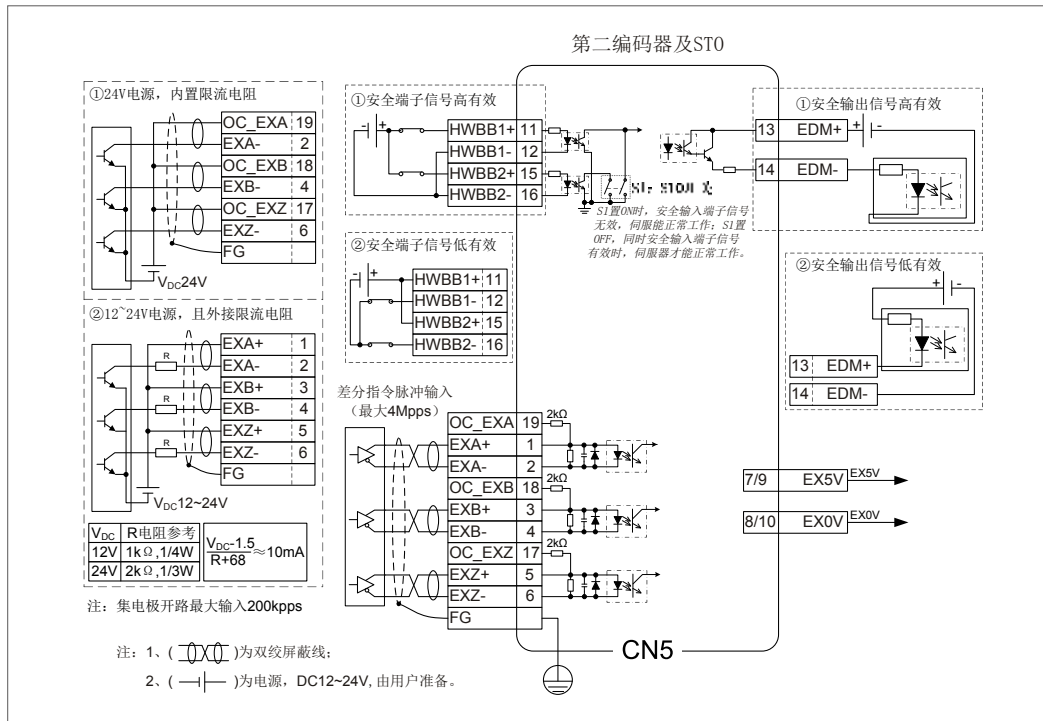 第二编码器及STO
①24V电源，内置限流电阻
OC_EXA 19
EXA- 2
OC_EXB 18
EXB- 4
OC_EXZ 17
EXZ- 6
FG
VDC24V
②12~24V电源，且外接限流电阻
R
R
R
EXA+ 1
EXA- 2
EXB+ 3
EXB- 4
EXZ+ 5
EXZ- 6
FG
VDC12~24V
VDC R电阻参考
12V 1kΩ,1/4W
24V 2kΩ,1/3W
VDC-1.5
R+68
≈10mA
注：集电极开路最大输入200kpps
①安全端子信号高有效
HWBB1+ 11
HWBB1- 12
HWBB2+ 15
HWBB2- 16
S1置ON时，安全输入端子信号
无效，伺服能正常工作；S1置
OFF，同时安全输入端子信号
有效时，伺服器才能正常工作。
②安全端子信号低有效
HWBB1+ 11
HWBB1- 12
HWBB2+ 15
HWBB2- 16
差分指令脉冲输入
（最大4Mpps）
OC_EXA 19 2kΩ
EXA+ 1
EXA- 2
OC_EXB 18 2kΩ
EXB+ 3
EXB- 4
OC_EXZ 17 2kΩ
EXZ+ 5
EXZ- 6
FG
①安全输出信号高有效
13 EDM+
14 EDM-
②安全输出信号低有效
13 EDM+
14 EDM-
7/9 EX5V EX5V
8/10 EX0V EX0V
CN5
注：1、( )为双绞屏蔽线；
2、( )为电源，DC12~24V,由用户准备。